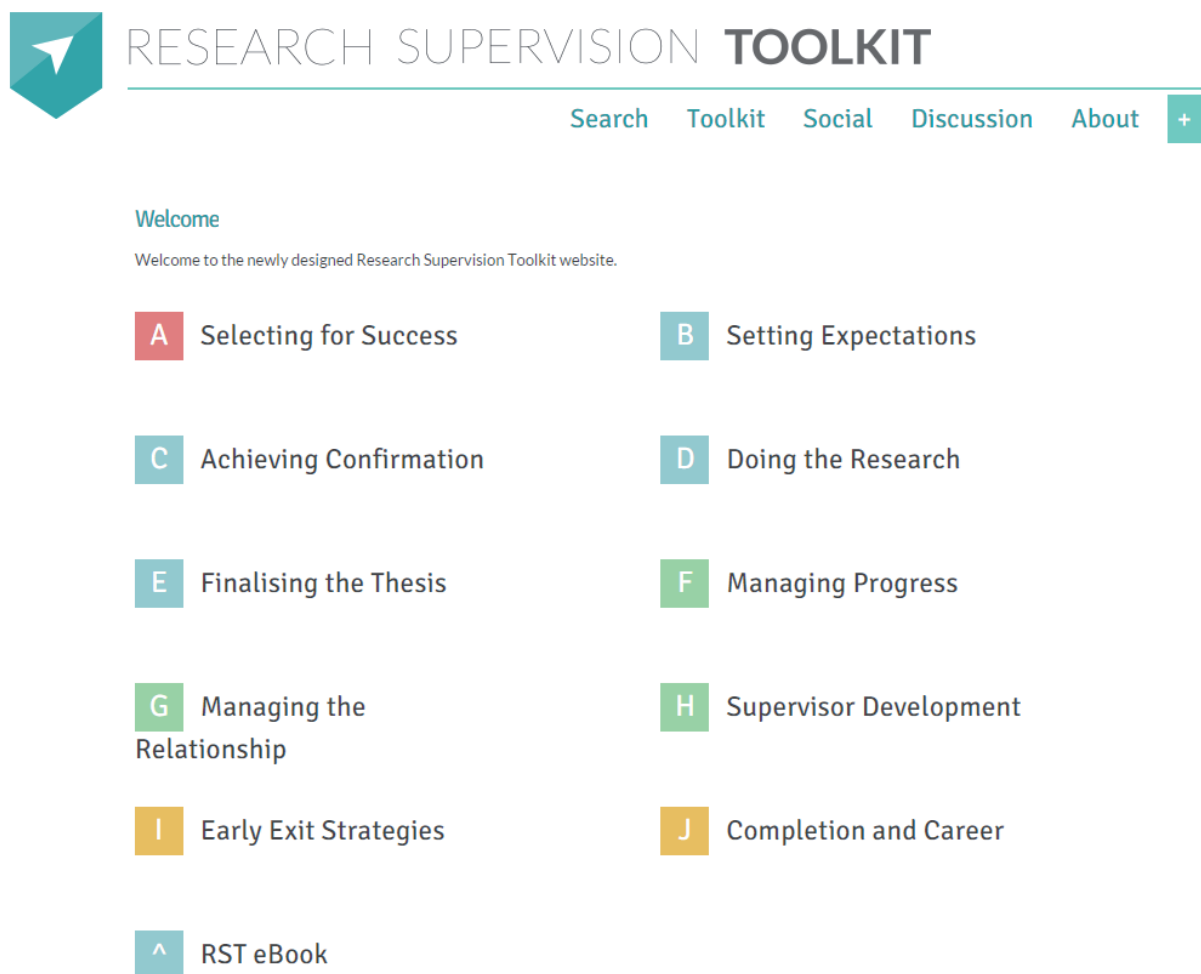 RESEARCH SUPERVISION TOOLKIT
Search Toolkit Social Discussion About +
Welcome
Welcome to the newly designed Research Supervision Toolkit website.
A Selecting for Success
B Setting Expectations
C Achieving Confirmation
D Doing the Research
E Finalising the Thesis
F Managing Progress
G Managing the
Relationship
H Supervisor Development
I Early Exit Strategies
J Completion and Career
^ RST eBook